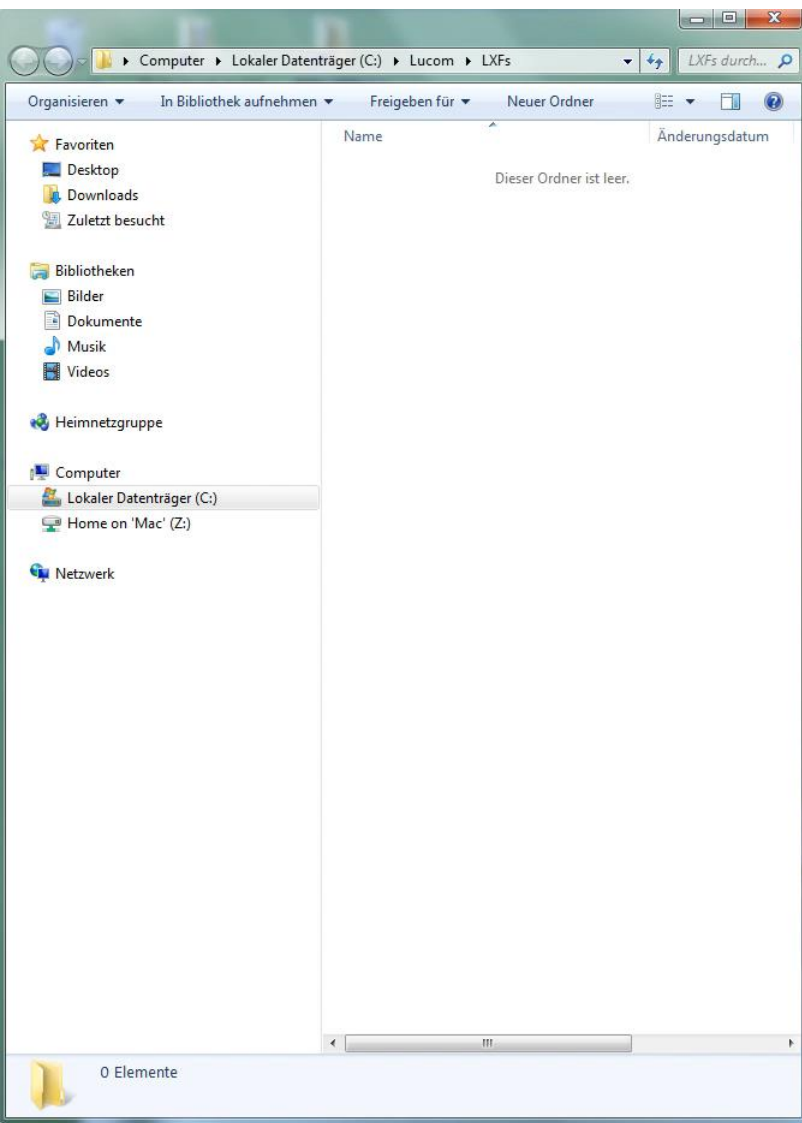 Computer Lokaler Datenträger (C:) Lucom LXFs LXFs durch...
Organisieren In Bibliothek aufnehmen Freigeben für Neuer Ordner
Favoriten
Desktop
Downloads
Zuletzt besucht
Bibliotheken
Bilder
Dokumente
Musik
Videos
Heimnetzgruppe
Computer
Lokaler Datenträger (C:)
Home on 'Mac' (Z:)
Netzwerk
Name Änderungsdatum
Dieser Ordner ist leer.
0 Elemente